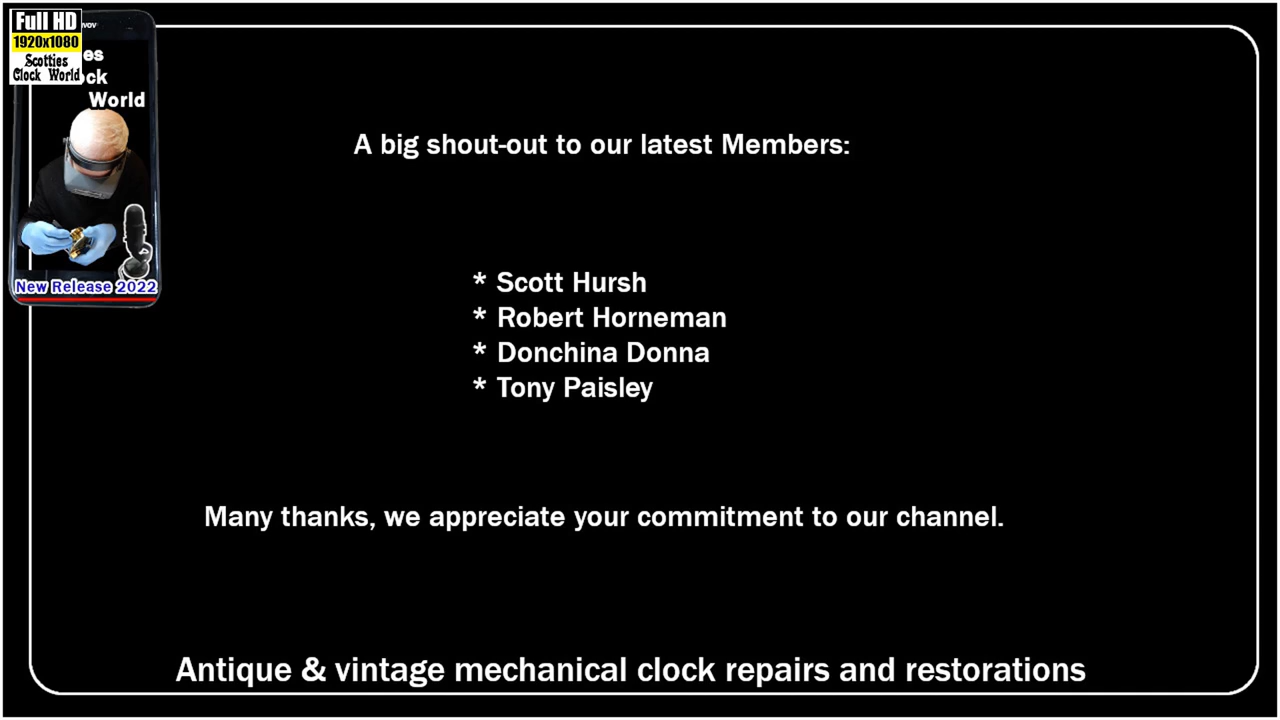 Full HD
1920x1080
Scotties
Clock World
es
ock
World
New Release 2022
A big shout-out to our latest Members:
* Scott Hursh
* Robert Horneman
* Donchina Donna
* Tony Paisley
Many thanks, we appreciate your commitment to our channel.
Antique & vintage mechanical clock repairs and restorations